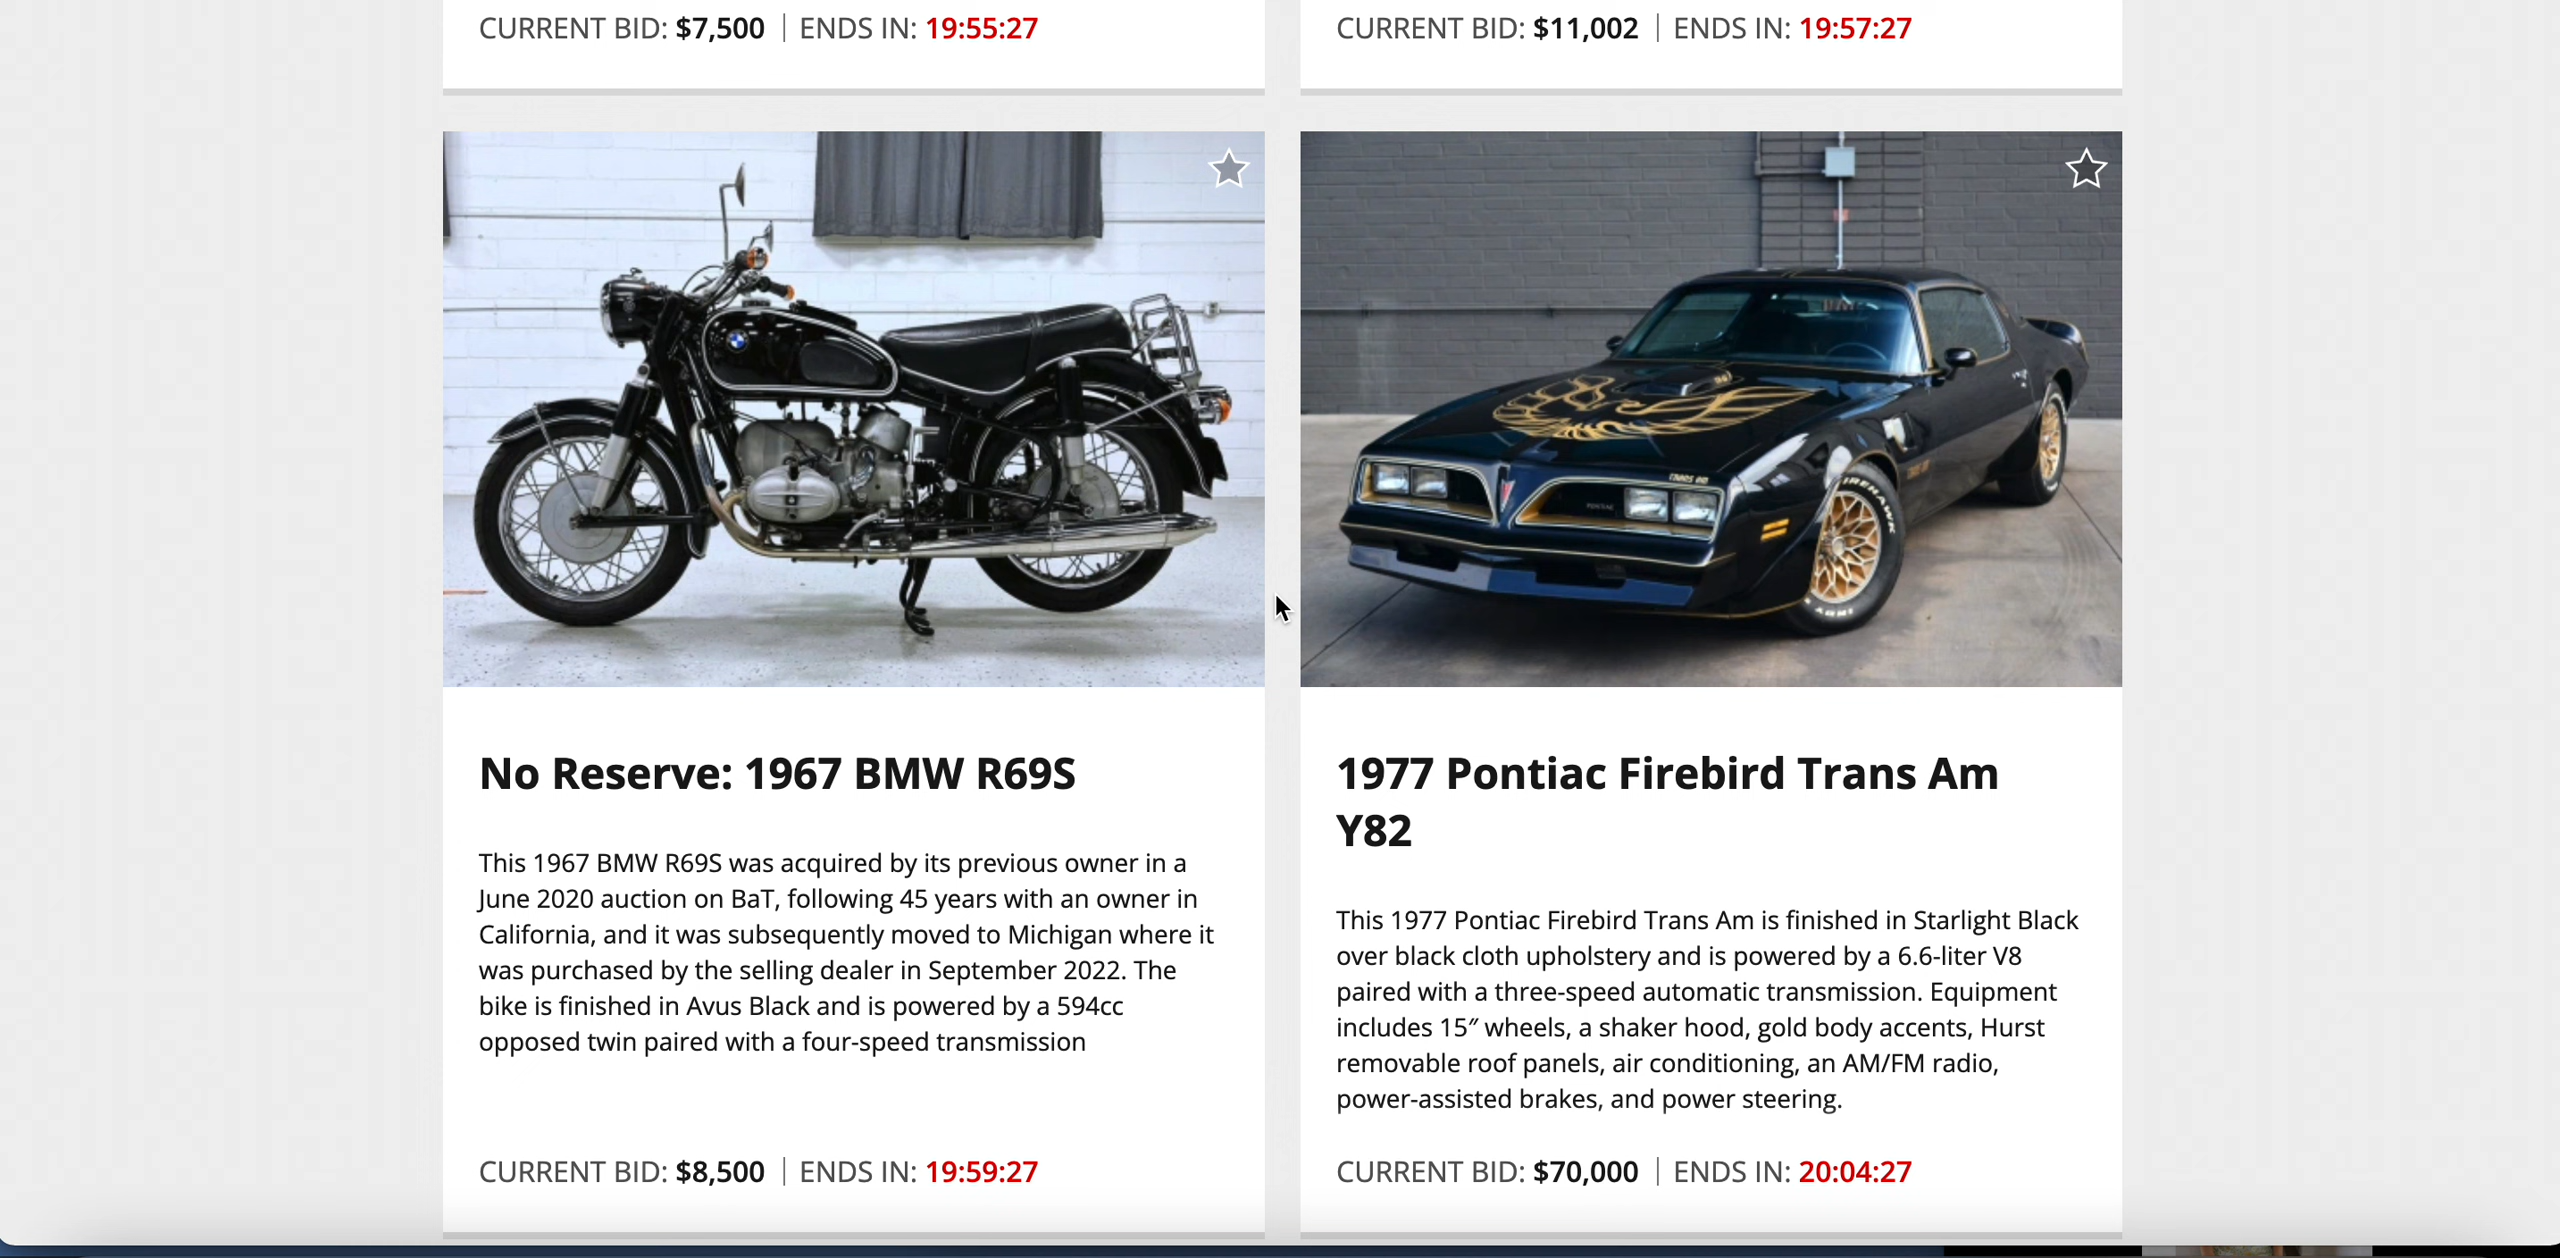 CURRENT BID: $7,500 | ENDS IN: 19:55:27
CURRENT BID: $11,002 | ENDS IN: 19:57:27
No Reserve: 1967 BMW R69S
This 1967 BMW R69S was acquired by its previous owner in a
June 2020 auction on BaT, following 45 years with an owner in
California, and it was subsequently moved to Michigan where it
was purchased by the selling dealer in September 2022. The
bike is finished in Avus Black and is powered by a 594cc
opposed twin paired with a four-speed transmission
CURRENT BID: $8,500 | ENDS IN: 19:59:27
TRANS AM
PONTIAC
FIREHAWK
INDY
1977 Pontiac Firebird Trans Am
Y82
This 1977 Pontiac Firebird Trans Am is finished in Starlight Black
over black cloth upholstery and is powered by a 6.6-liter V8
paired with a three-speed automatic transmission. Equipment
includes 15″ wheels, a shaker hood, gold body accents, Hurst
removable roof panels, air conditioning, an AM/FM radio,
power-assisted brakes, and power steering.
CURRENT BID: $70,000 | ENDS IN: 20:04:27